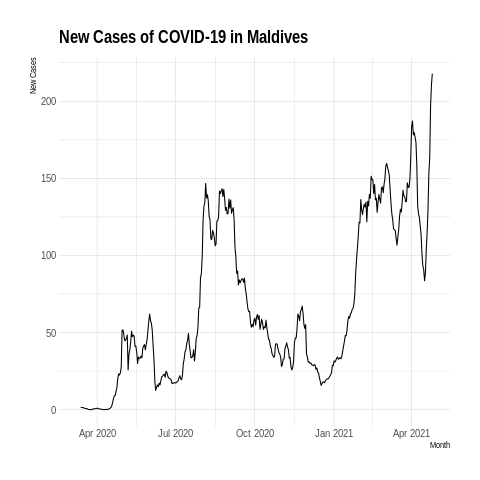 New Cases of COVID-19 in Maldives
New Cases
200
150
100
50
0
Apr 2020 Jul 2020 Oct 2020 Jan 2021 Apr 2021
Month